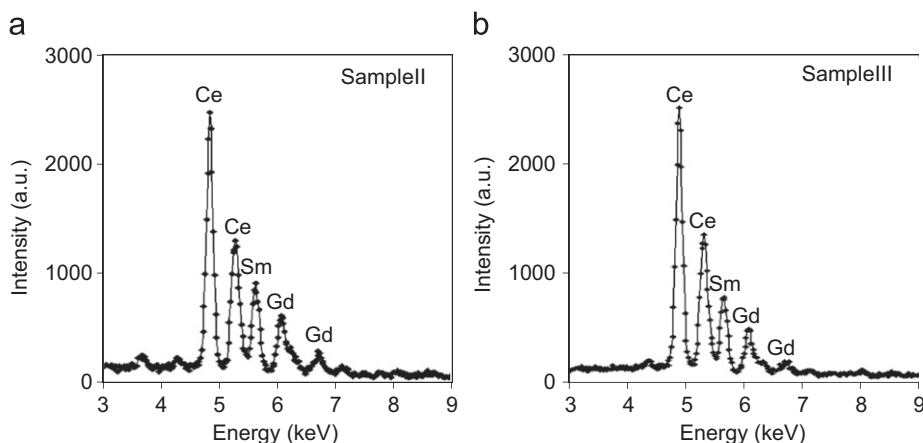 a
3000
2000
1000
0
Intensity (a.u.)
SampleII
Ce
Ce
Sm
Gd
Gd
3 4 5 6 7 8 9
Energy (keV)
b
3000
2000
1000
0
Intensity (a.u.)
SampleIII
Ce
Ce
Sm
Gd
Gd
3 4 5 6 7 8 9
Energy (keV)